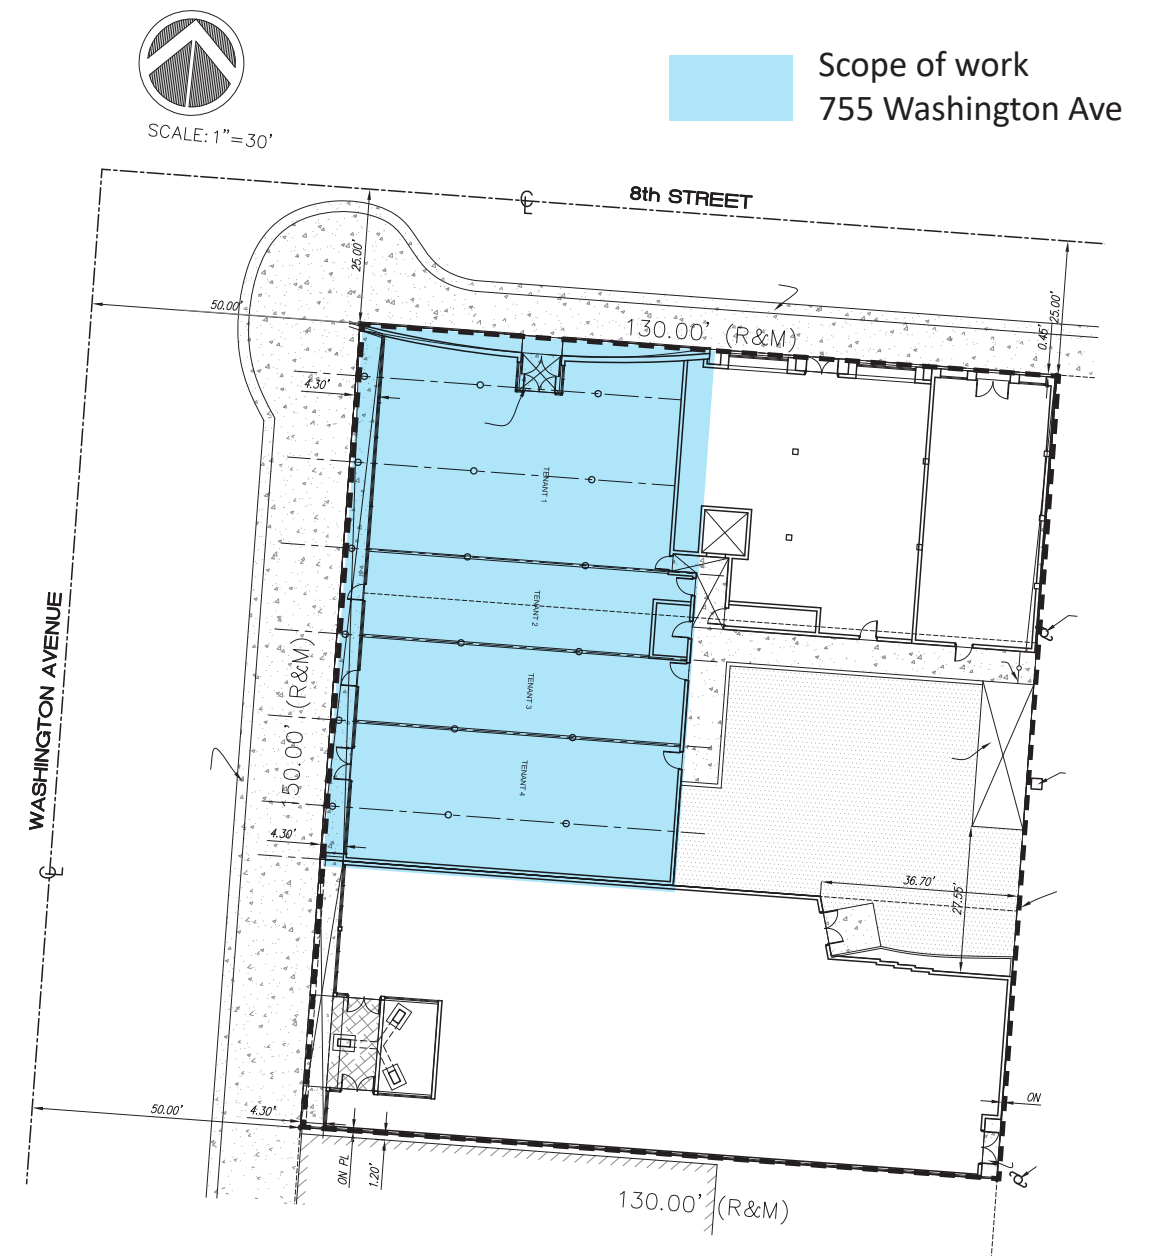 Scope of work
755 Washington Ave
SCALE: 1"=30'
8th STREET
25.00'
50.00'
130.00' (R&M)
0.45'
25.00'
4.30'
TENANT 1
TENANT 2
WASHINGTON AVENUE
150.00' (R&M)
TENANT 3
TENANT 4
4.30'
36.70'
27.55'
50.00'
4.30'
ON
ON PL
1.20'
130.00' (R&M)